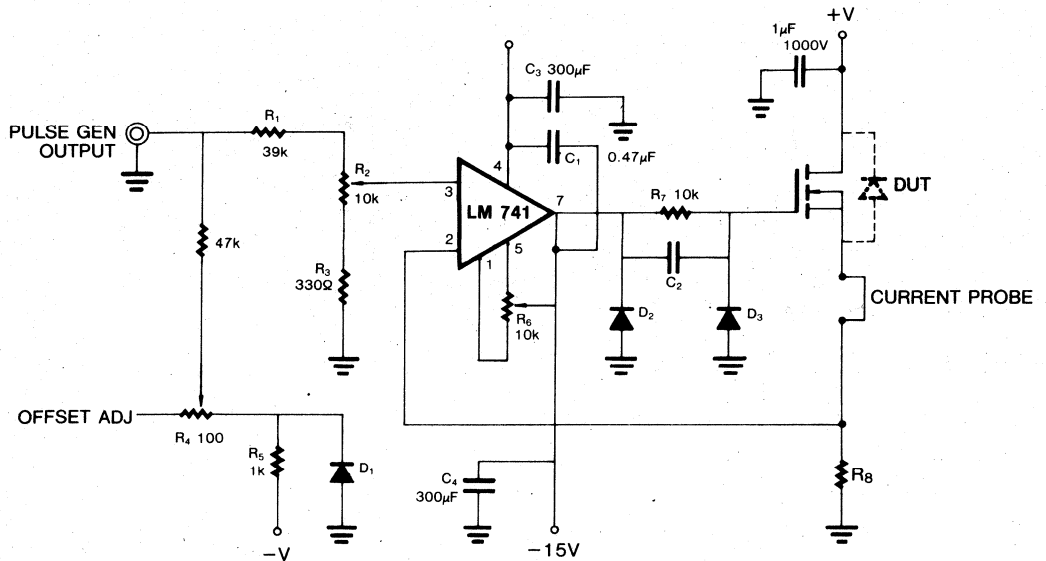 +V
1µF
1000V
C3 300µF
PULSE GEN
OUTPUT
R1
39k
0.47µF
C1
4
R2
10k
3
LM 741
7
R7 10k
DUT
2
5
1
47k
R3
330Ω
R6
10k
C2
D2
D3
CURRENT PROBE
OFFSET ADJ
R4 100
R5
1k
D1
C4
300µF
R8
−V
−15V